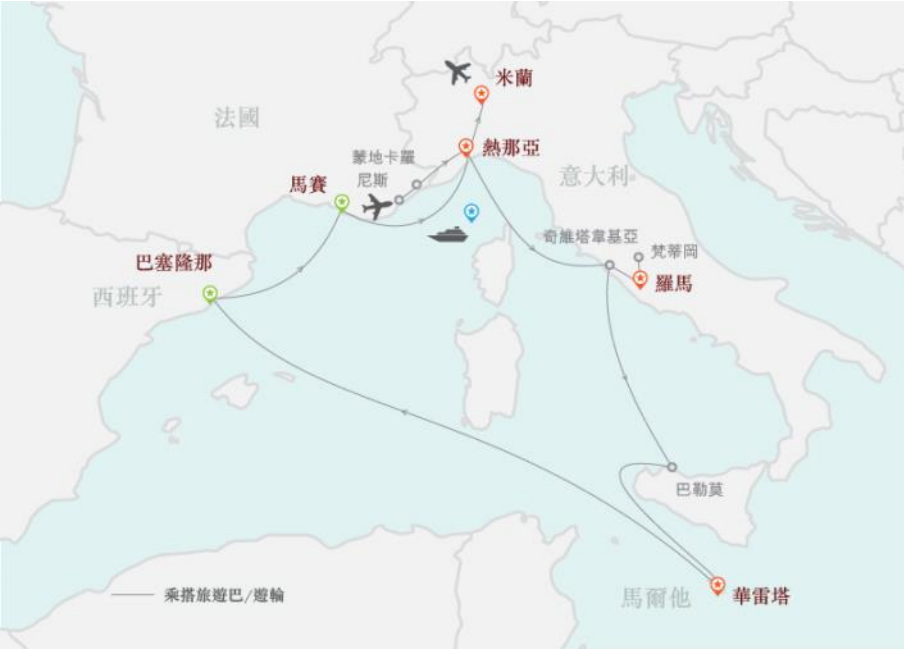 米蘭
法國
熱那亞
蒙地卡羅
尼斯
意大利
馬賽
奇維塔韋基亞
梵蒂岡
巴塞隆那
羅馬
西班牙
巴勒莫
乘搭旅遊巴/遊輪
馬爾他
華雷塔